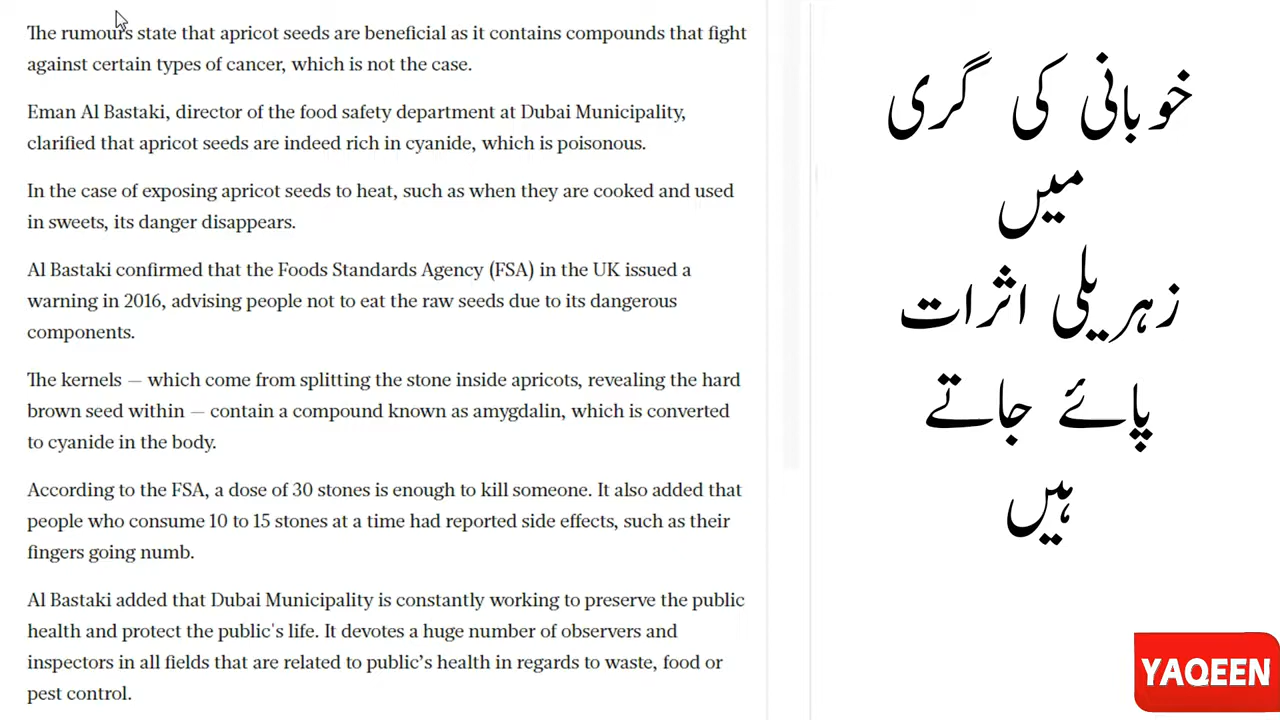 The rumours state that apricot seeds are beneficial as it contains compounds that fight
against certain types of cancer, which is not the case.
Eman Al Bastaki, director of the food safety department at Dubai Municipality,
clarified that apricot seeds are indeed rich in cyanide, which is poisonous.
In the case of exposing apricot seeds to heat, such as when they are cooked and used
in sweets, its danger disappears.
Al Bastaki confirmed that the Foods Standards Agency (FSA) in the UK issued a
warning in 2016, advising people not to eat the raw seeds due to its dangerous
components.
The kernels — which come from splitting the stone inside apricots, revealing the hard
brown seed within — contain a compound known as amygdalin, which is converted
to cyanide in the body.
According to the FSA, a dose of 30 stones is enough to kill someone. It also added that
people who consume 10 to 15 stones at a time had reported side effects, such as their
fingers going numb.
Al Bastaki added that Dubai Municipality is constantly working to preserve the public
health and protect the public's life. It devotes a huge number of observers and
inspectors in all fields that are related to public’s health in regards to waste, food or
pest control.
خوبانی کی گری
میں
زہریلی اثرات
پائے جاتے
ہیں
YAQEEN